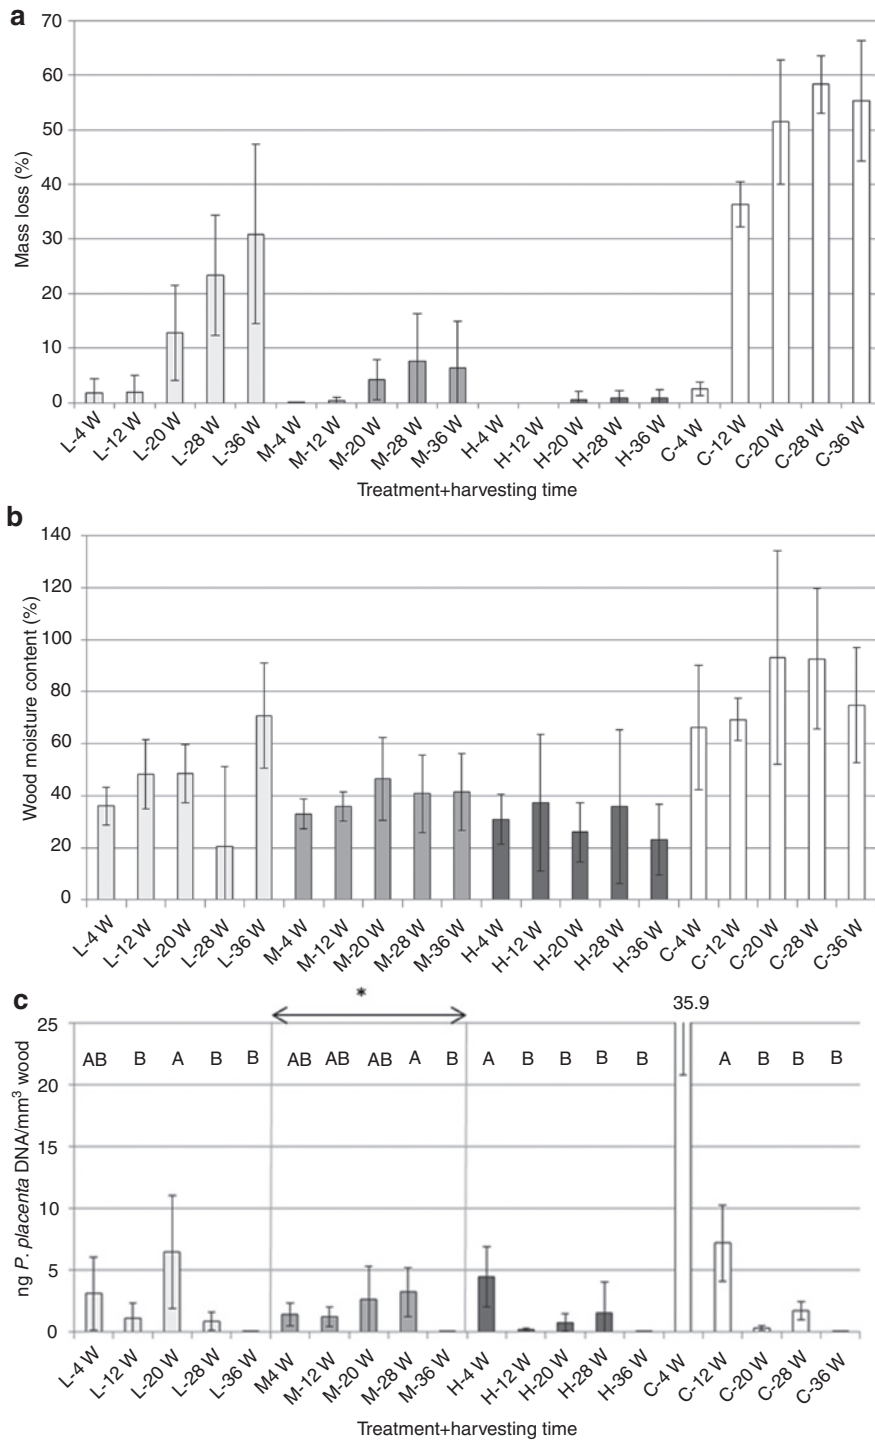 a
Mass loss (%)
70
60
50
40
30
20
10
0
L-4 W L-12 W L-20 W L-28 W L-36 W M-4 W M-12 W M-20 W M-28 W M-36 W H-4 W H-12 W H-20 W H-28 W H-36 W C-4 W C-12 W C-20 W C-28 W C-36 W
Treatment+harvesting time
b
Wood moisture content (%)
140
120
100
80
60
40
20
0
L-4 W L-12 W L-20 W L-28 W L-36 W M-4 W M-12 W M-20 W M-28 W M-36 W H-4 W H-12 W H-20 W H-28 W H-36 W C-4 W C-12 W C-20 W C-28 W C-36 W
c
ng P. placenta DNA/mm³ wood
* 35.9
25
AB B A B B AB AB AB A B A B B B B A B B B
20
15
10
5
0
L-4 W L-12 W L-20 W L-28 W L-36 W M4 W M-12 W M-20 W M-28 W M-36 W H-4 W H-12 W H-20 W H-28 W H-36 W C-4 W C-12 W C-20 W C-28 W C-36 W
Treatment+harvesting time